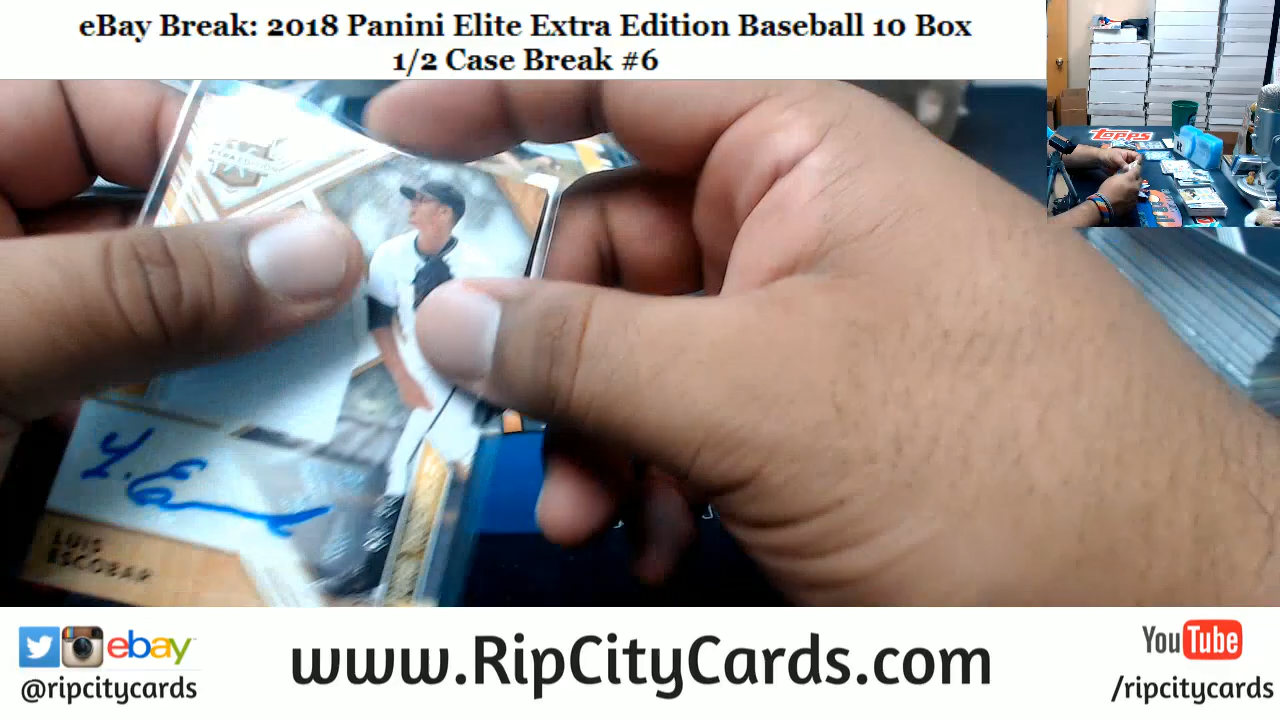 eBay Break: 2018 Panini Elite Extra Edition Baseball 10 Box
1/2 Case Break #6
Topps
L. E
LUIS
ESCOBAR
ebay
www.RipCityCards.com
YouTube
@ripcitycards
/ripcitycards